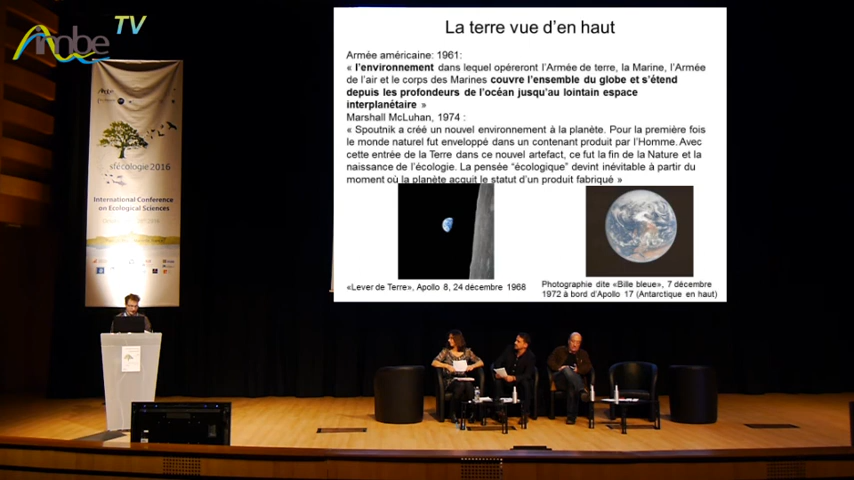 imbe TV
La terre vue d'en haut
Armée américaine: 1961:
« l'environnement dans lequel opéreront l'Armée de terre, la Marine, l'Armée
de l'air et le corps des Marines couvre l'ensemble du globe et s'étend
depuis les profondeurs de l'océan jusqu'au lointain espace
interplanétaire »
Marshall McLuhan, 1974 :
« Spoutnik a créé un nouvel environnement à la planète. Pour la première fois
le monde naturel fut enveloppé dans un contenant produit par l'Homme. Avec
cette entrée de la Terre dans ce nouvel artefact, ce fut la fin de la Nature et la
naissance de l'écologie. La pensée "écologique" devint inévitable à partir du
moment où la planète acquit le statut d'un produit fabriqué »
«Lever de Terre», Apollo 8, 24 décembre 1968
Photographie dite «Bille bleue», 7 décembre
1972 à bord d'Apollo 17 (Antarctique en haut)
sfécologie 2016
International Conference
on Ecological Sciences